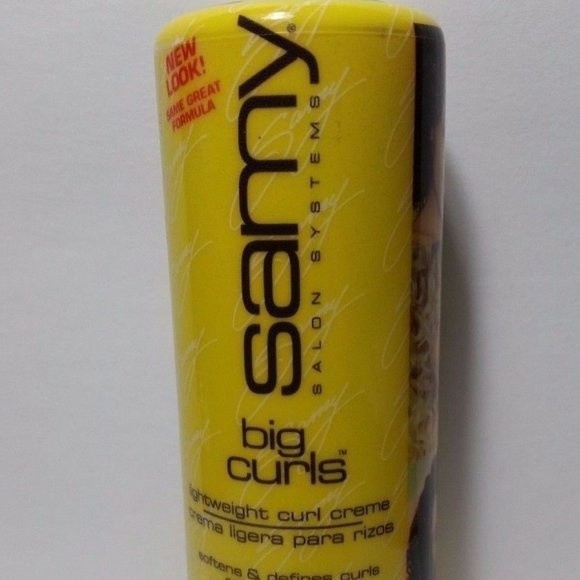 NEW
LOOK!
SAME GREAT
FORMULA
samy®
SALON SYSTEMS
big
curls™
lightweight curl creme
crema ligera para rizos
softens & defines curls